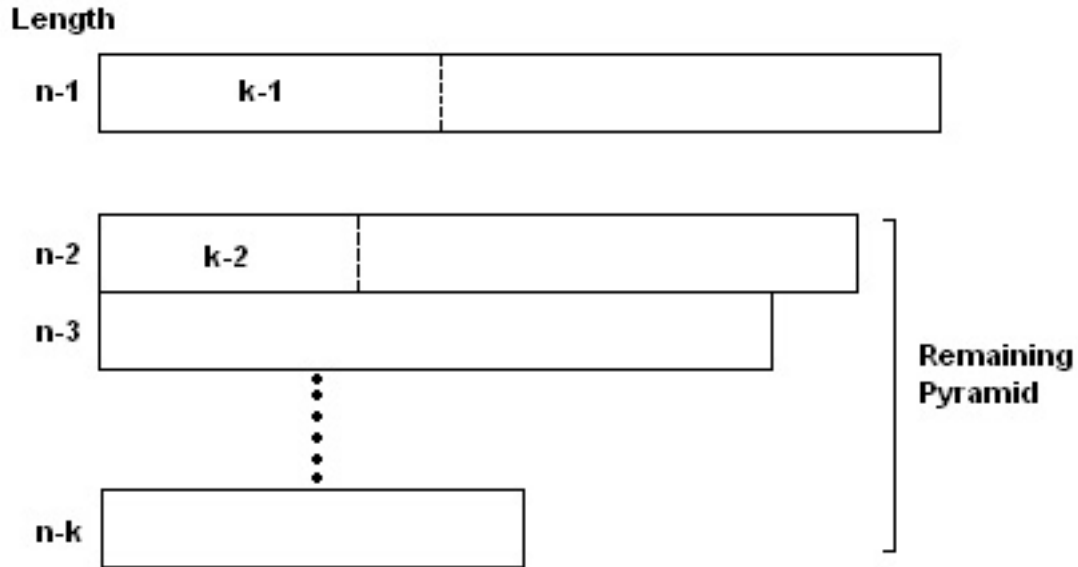 Length
n-1
k-1
n-2
k-2
n-3
Remaining
Pyramid
n-k